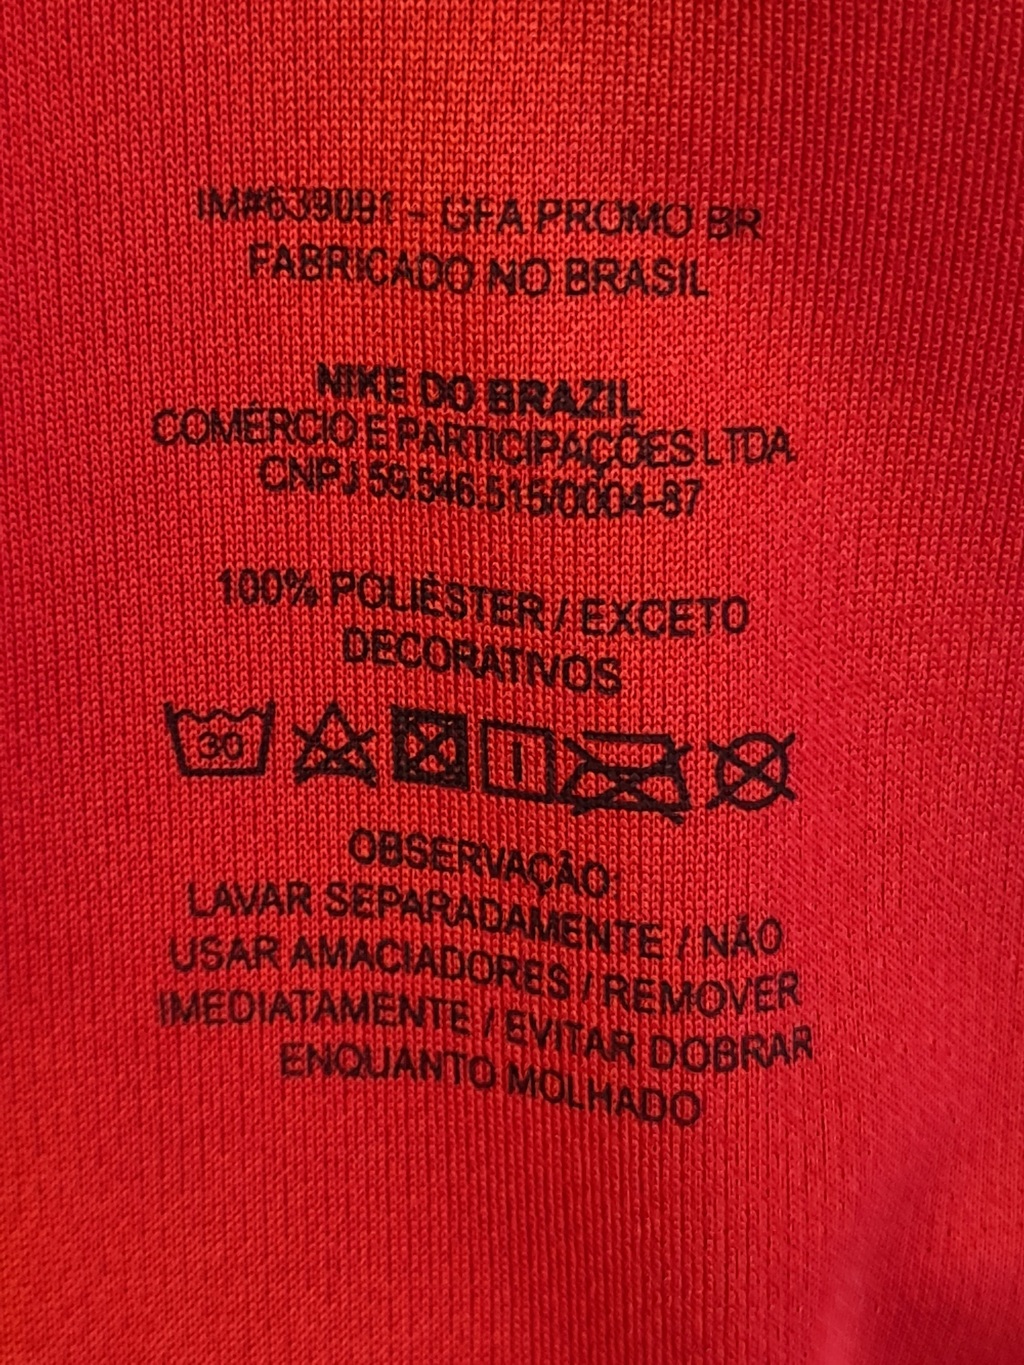 IM#639091 - GFA PROMO BR
FABRICADO NO BRASIL
NIKE DO BRAZIL
COMÉRCIO E PARTICIPAÇÕES LTDA
CNPJ 59.546.515/0004-87
100% POLIÉSTER / EXCETO
DECORATIVOS
30
OBSERVAÇÃO:
LAVAR SEPARADAMENTE / NÃO
USAR AMACIADORES / REMOVER
IMEDIATAMENTE / EVITAR DOBRAR
ENQUANTO MOLHADO